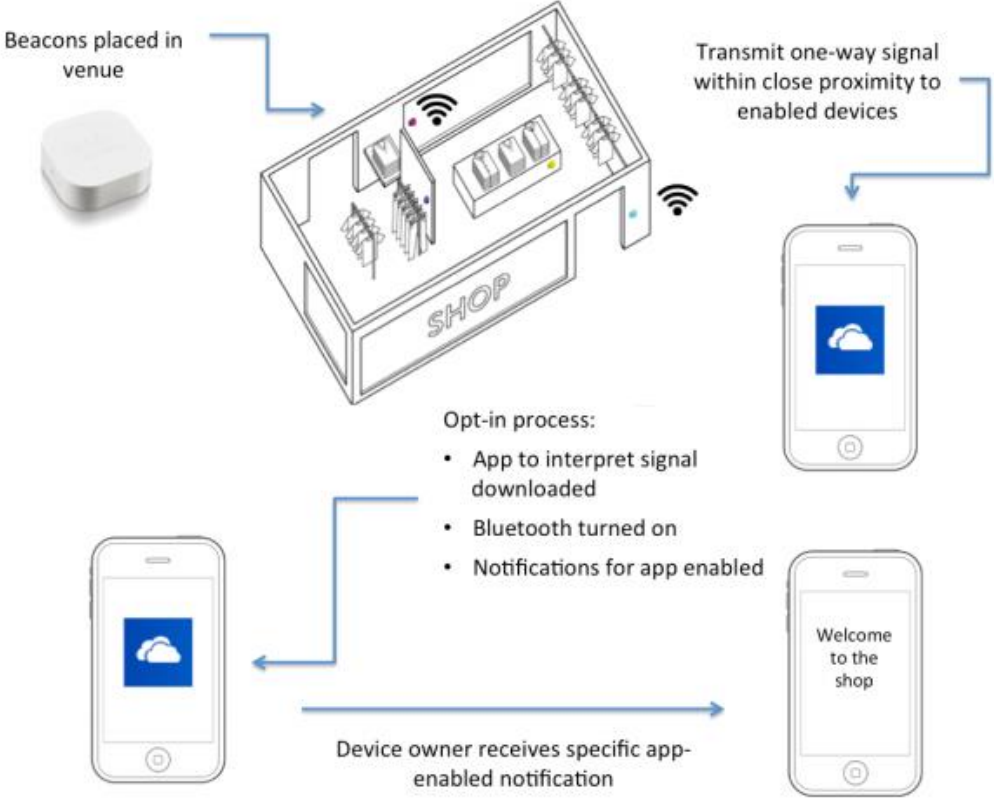 Beacons placed in
venue
Transmit one-way signal
within close proximity to
enabled devices
SHOP
Opt-in process:
• App to interpret signal
downloaded
• Bluetooth turned on
• Notifications for app enabled
Welcome
to the
shop
Device owner receives specific app-
enabled notification